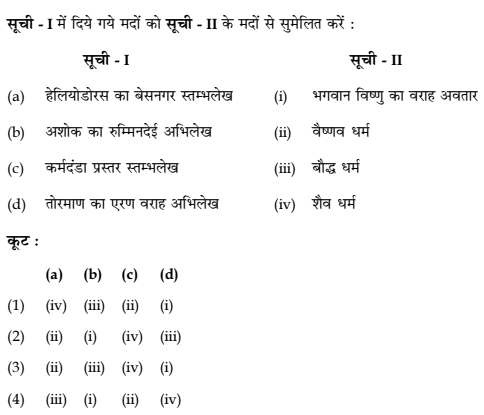 सूची - I में दिये गये मदों को सूची - II के मदों से सुमेलित करें :
सूची - I सूची - II
(a) हेलियोडोरस का बेसनगर स्तम्भलेख (i) भगवान विष्णु का वराह अवतार
(b) अशोक का रुम्मिनदेई अभिलेख (ii) वैष्णव धर्म
(c) कर्मदंडा प्रस्तर स्तम्भलेख (iii) बौद्ध धर्म
(d) तोरमाण का एरण वराह अभिलेख (iv) शैव धर्म
कूट :
(a) (b) (c) (d)
(1) (iv) (iii) (ii) (i)
(2) (ii) (i) (iv) (iii)
(3) (ii) (iii) (iv) (i)
(4) (iii) (i) (ii) (iv)